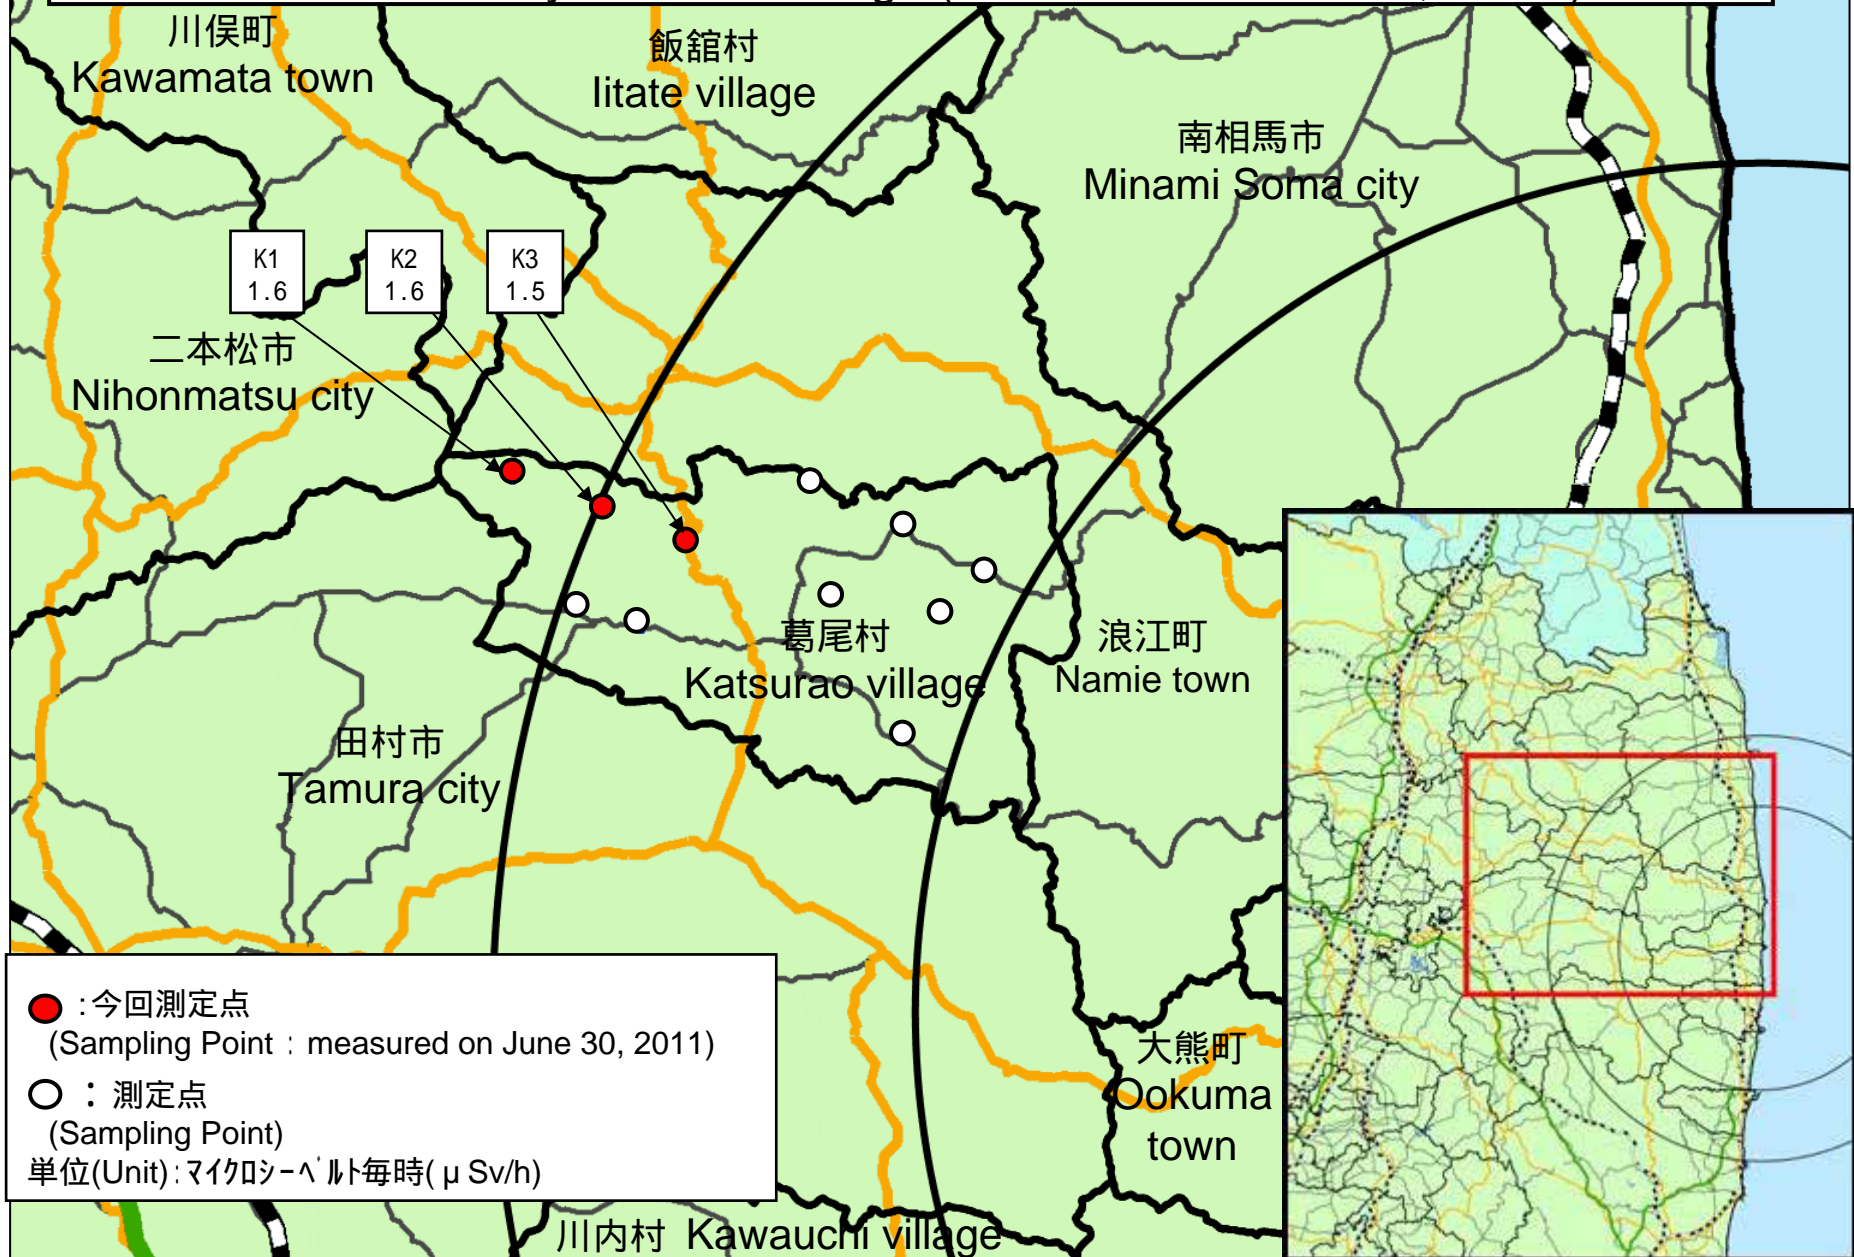 川俣町
Kawamata town
飯舘村
Iitate village
南相馬市
Minami Soma city
K1
1.6
K2
1.6
K3
1.5
二本松市
Nihonmatsu city
葛尾村
Katsurao village
浪江町
Namie town
田村市
Tamura city
大熊町
Ookuma
town
川内村 Kawauchi village
:今回測定点
(Sampling Point : measured on June 30, 2011)
: 測定点
(Sampling Point)
単位(Unit):マイクロシーベルト毎時(μSv/h)